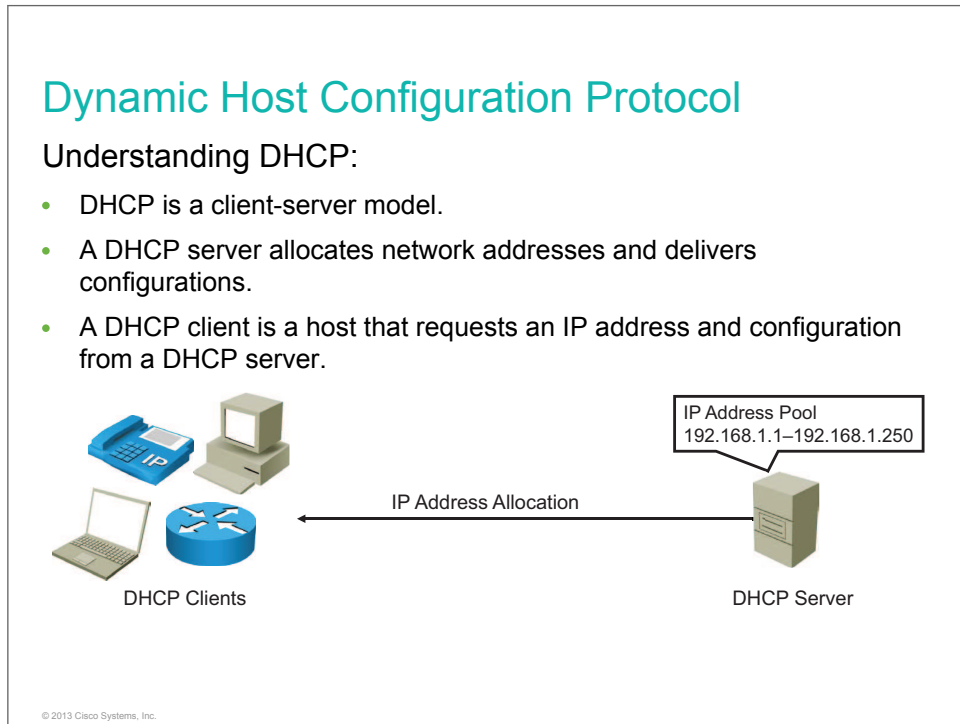 Dynamic Host Configuration Protocol
Understanding DHCP:
• DHCP is a client-server model.
• A DHCP server allocates network addresses and delivers
configurations.
• A DHCP client is a host that requests an IP address and configuration
from a DHCP server.
IP Address Pool
192.168.1.1–192.168.1.250
IP
IP Address Allocation
DHCP Clients
DHCP Server
© 2013 Cisco Systems, Inc.